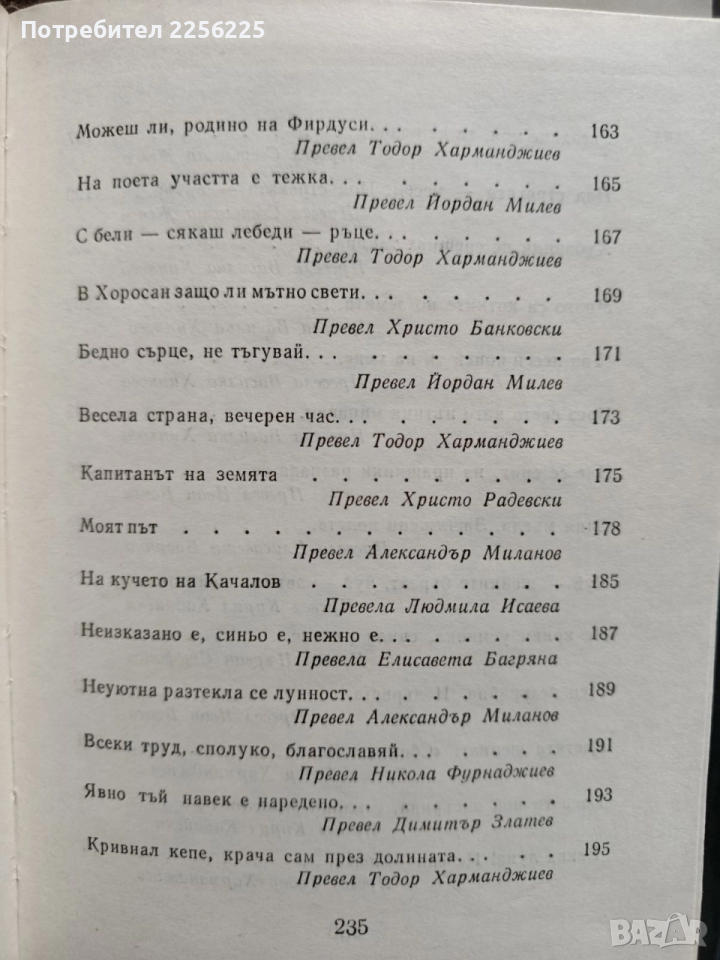 Потребител 2256225
Можеш ли, родино на Фирдуси. . . . . . . . 163
Превел Тодор Харманджиев
На поета участта е тежка. . . . . . . . 165
Превел Йордан Милев
С бели — сякаш лебеди — ръце. . . . . . . . 167
Превел Тодор Харманджиев
В Хоросан защо ли мътно свети. . . . . . . 169
Превел Христо Банковски
Бедно сърце, не тъгувай. . . . . . . . . 171
Превел Йордан Милев
Весела страна, вечерен час. . . . . . . . 173
Превел Тодор Харманджиев
Капитанът на земята . . . . . . . . . 175
Превел Христо Радевски
Моят път . . . . . . . . . . . . . 178
Превел Александър Миланов
На кучето на Качалов . . . . . . . . . 185
Превела Людмила Исаева
Неизказано е, синьо е, нежно е. . . . . . . 187
Превела Елисавета Багряна
Неуютна разтекла се лунност. . . . . . . . 189
Превел Александър Миланов
Всеки труд, сполуко, благославяй. . . . . . . 191
Превел Никола Фурнаджиев
Явно тъй навек е наредено. . . . . . . . 193
Превел Димитър Златев
Кривнал кепе, крача сам през долината. . . . . 195
Превел Тодор Харманджиев
235
BAZAR